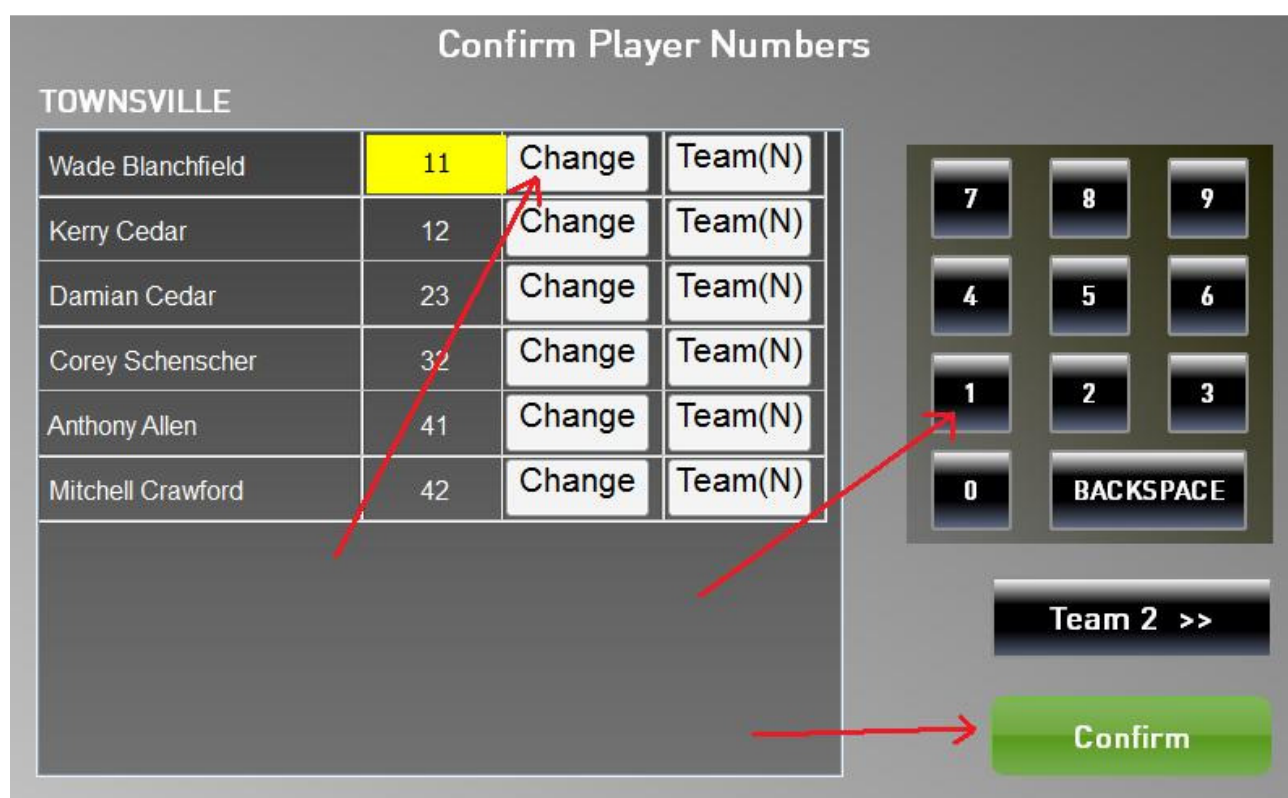 Confirm Player Numbers
TOWNSVILLE
Wade Blanchfield 11 Change Team(N)
Kerry Cedar 12 Change Team(N)
Damian Cedar 23 Change Team(N)
Corey Schenscher 32 Change Team(N)
Anthony Allen 41 Change Team(N)
Mitchell Crawford 42 Change Team(N)
7 8 9
4 5 6
1 2 3
0 BACKSPACE
Team 2 >>
Confirm